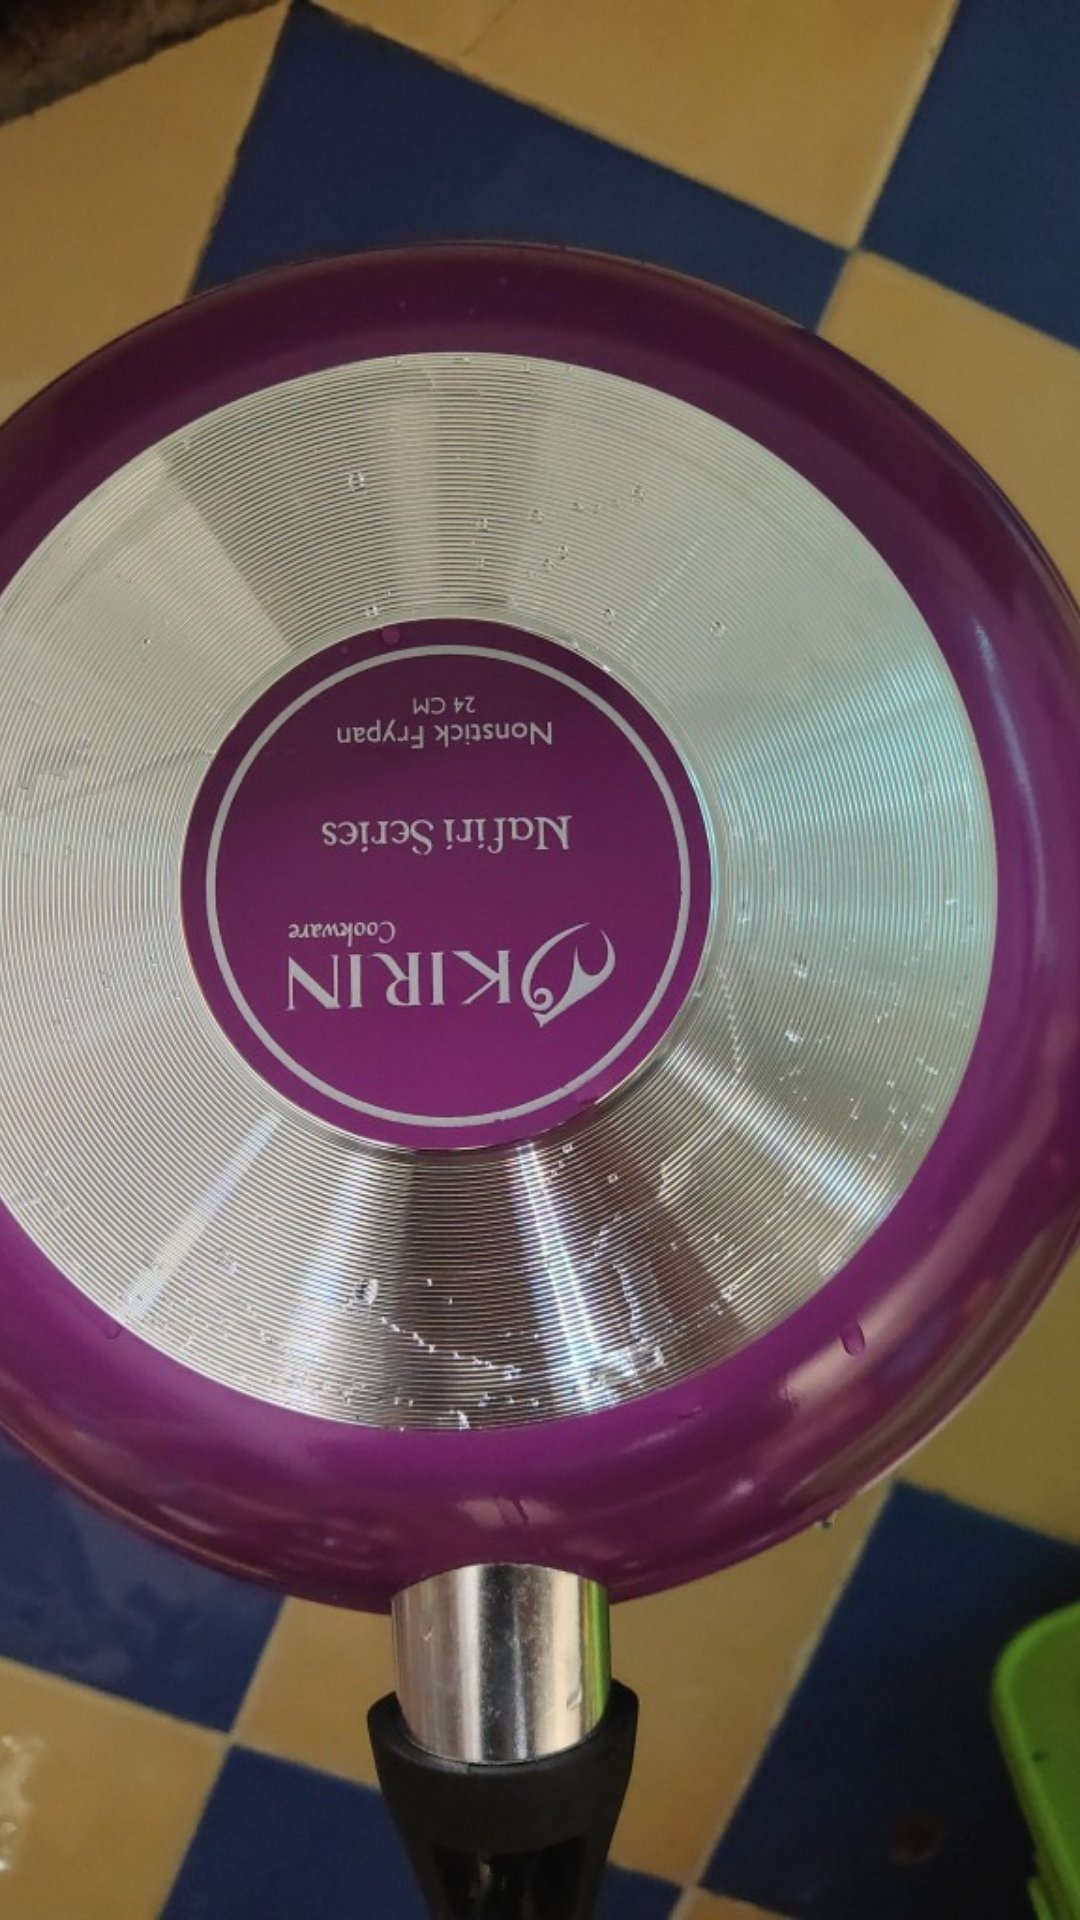 KIRIN
Cookware
Nafiri Series
Nonstick Frypan
24 CM